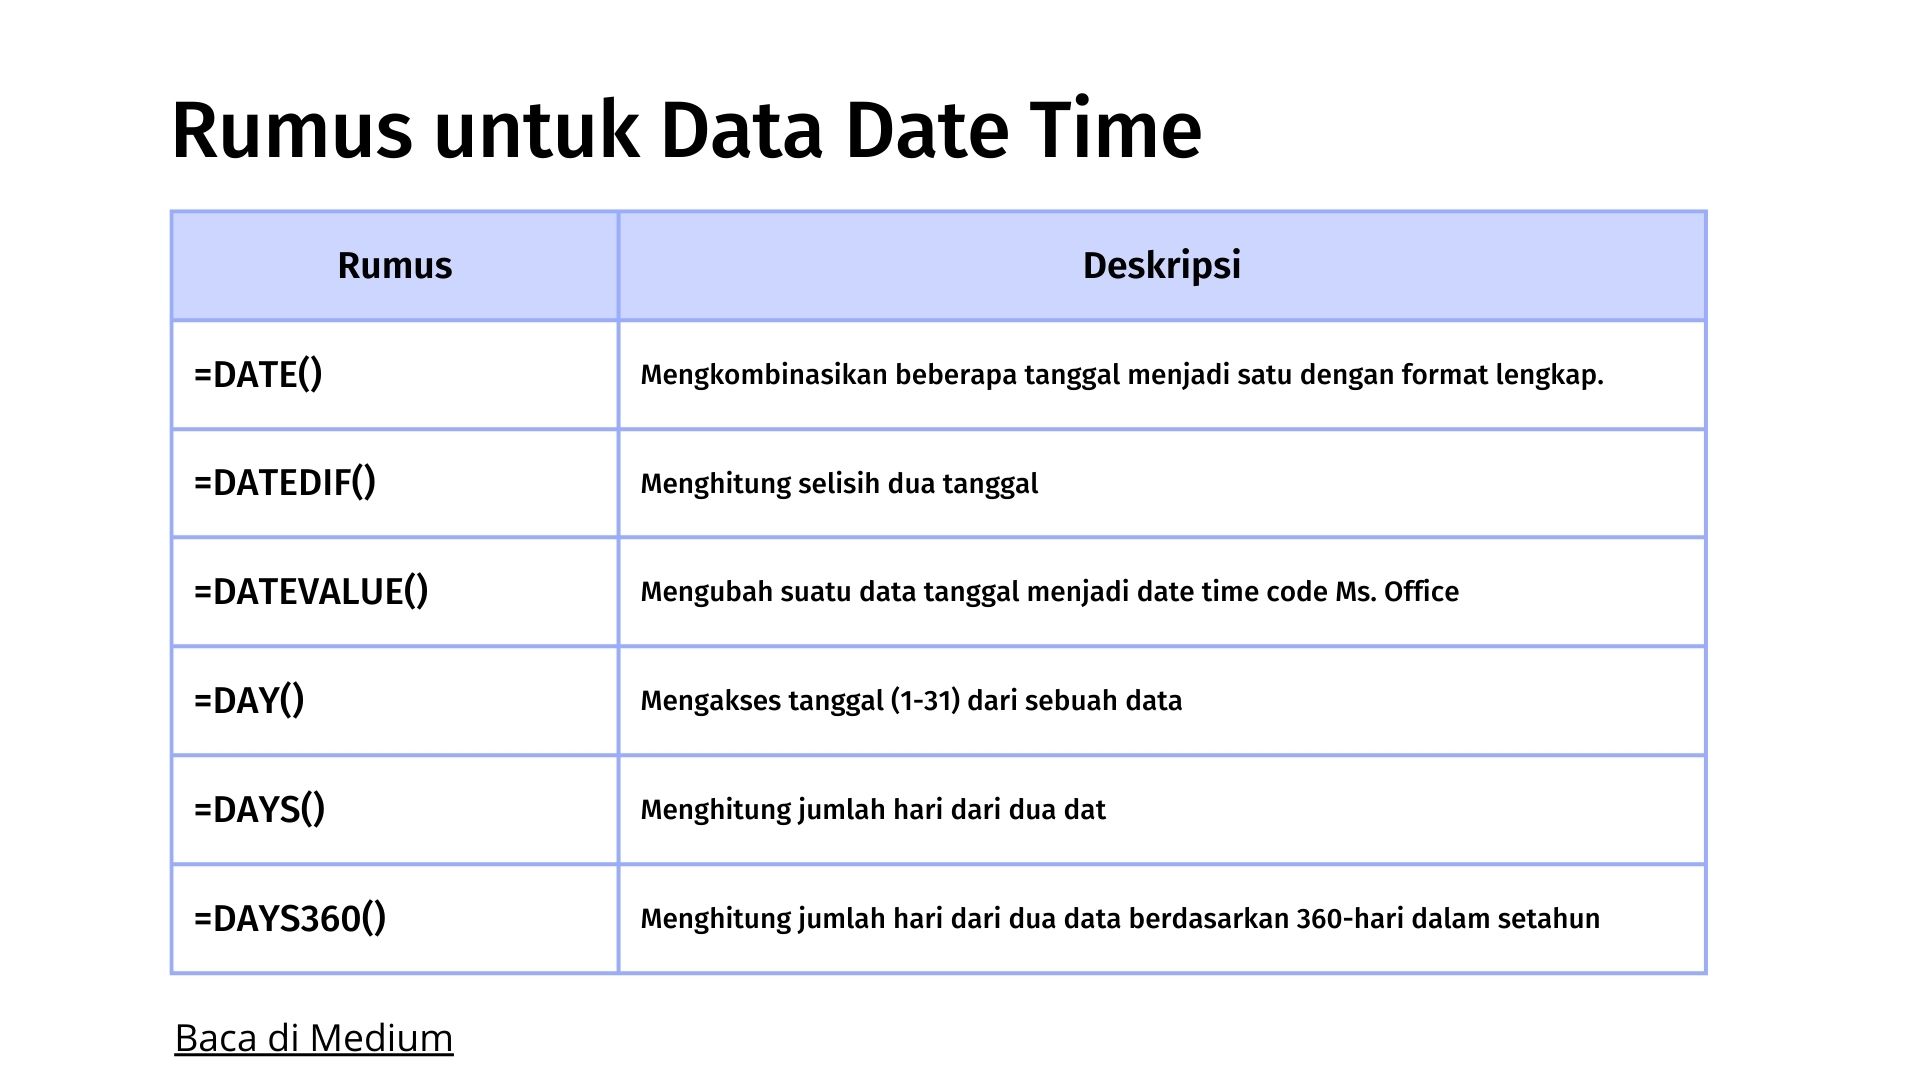 Rumus untuk Data Date Time
Rumus Deskripsi
=DATE() Mengkombinasikan beberapa tanggal menjadi satu dengan format lengkap.
=DATEDIF() Menghitung selisih dua tanggal
=DATEVALUE() Mengubah suatu data tanggal menjadi date time code Ms. Office
=DAY() Mengakses tanggal (1-31) dari sebuah data
=DAYS() Menghitung jumlah hari dari dua dat
=DAYS360() Menghitung jumlah hari dari dua data berdasarkan 360-hari dalam setahun
Baca di Medium